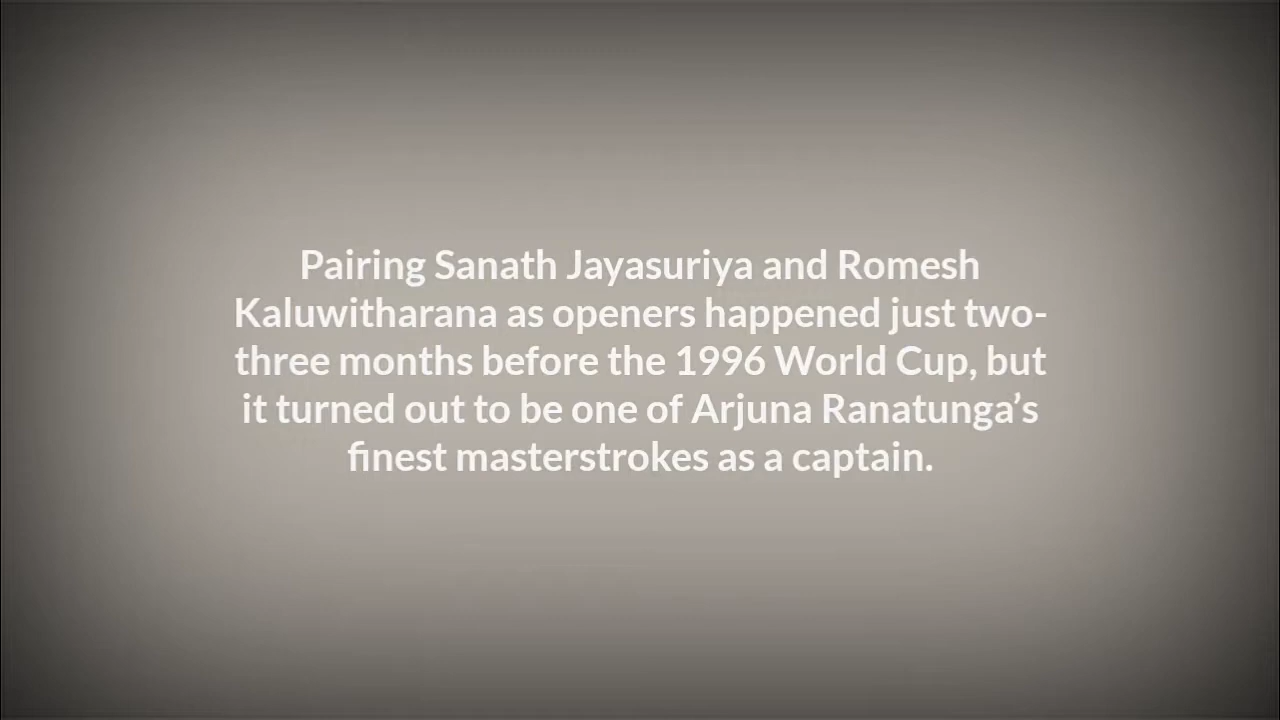 Pairing Sanath Jayasuriya and Romesh
Kaluwitharana as openers happened just two-
three months before the 1996 World Cup, but
it turned out to be one of Arjuna Ranatunga’s
finest masterstrokes as a captain.